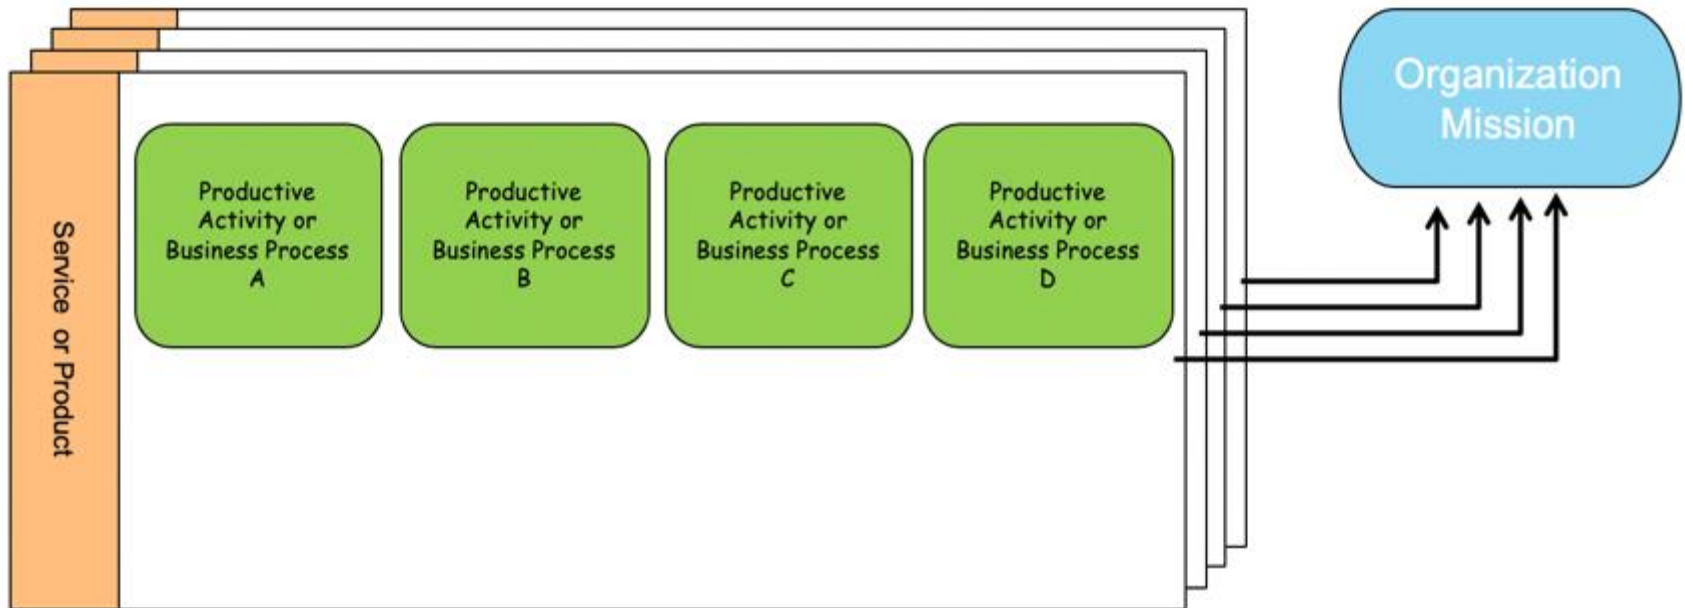 Organization
Mission
Productive
Activity or
Business Process
A
Productive
Activity or
Business Process
B
Productive
Activity or
Business Process
C
Productive
Activity or
Business Process
D
Service or Product